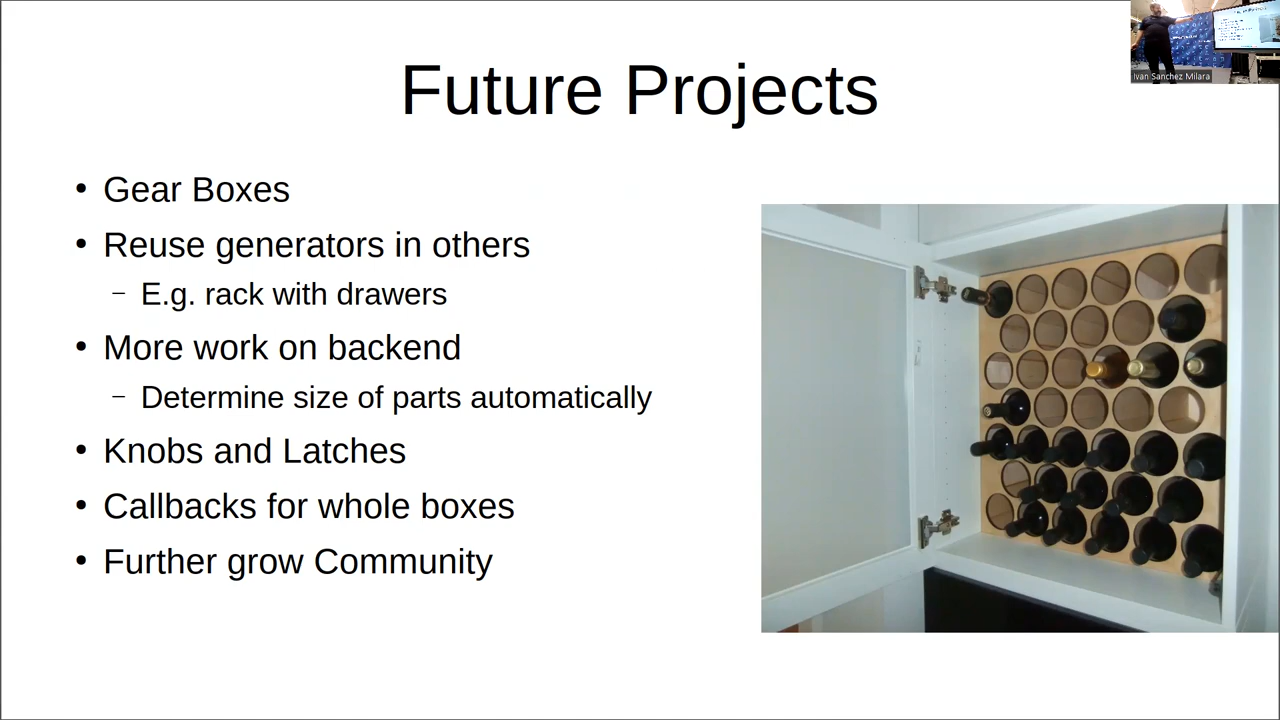 Ivan Sanchez Milara
Future Projects
• Gear Boxes
• Reuse generators in others
– E.g. rack with drawers
• More work on backend
– Determine size of parts automatically
• Knobs and Latches
• Callbacks for whole boxes
• Further grow Community